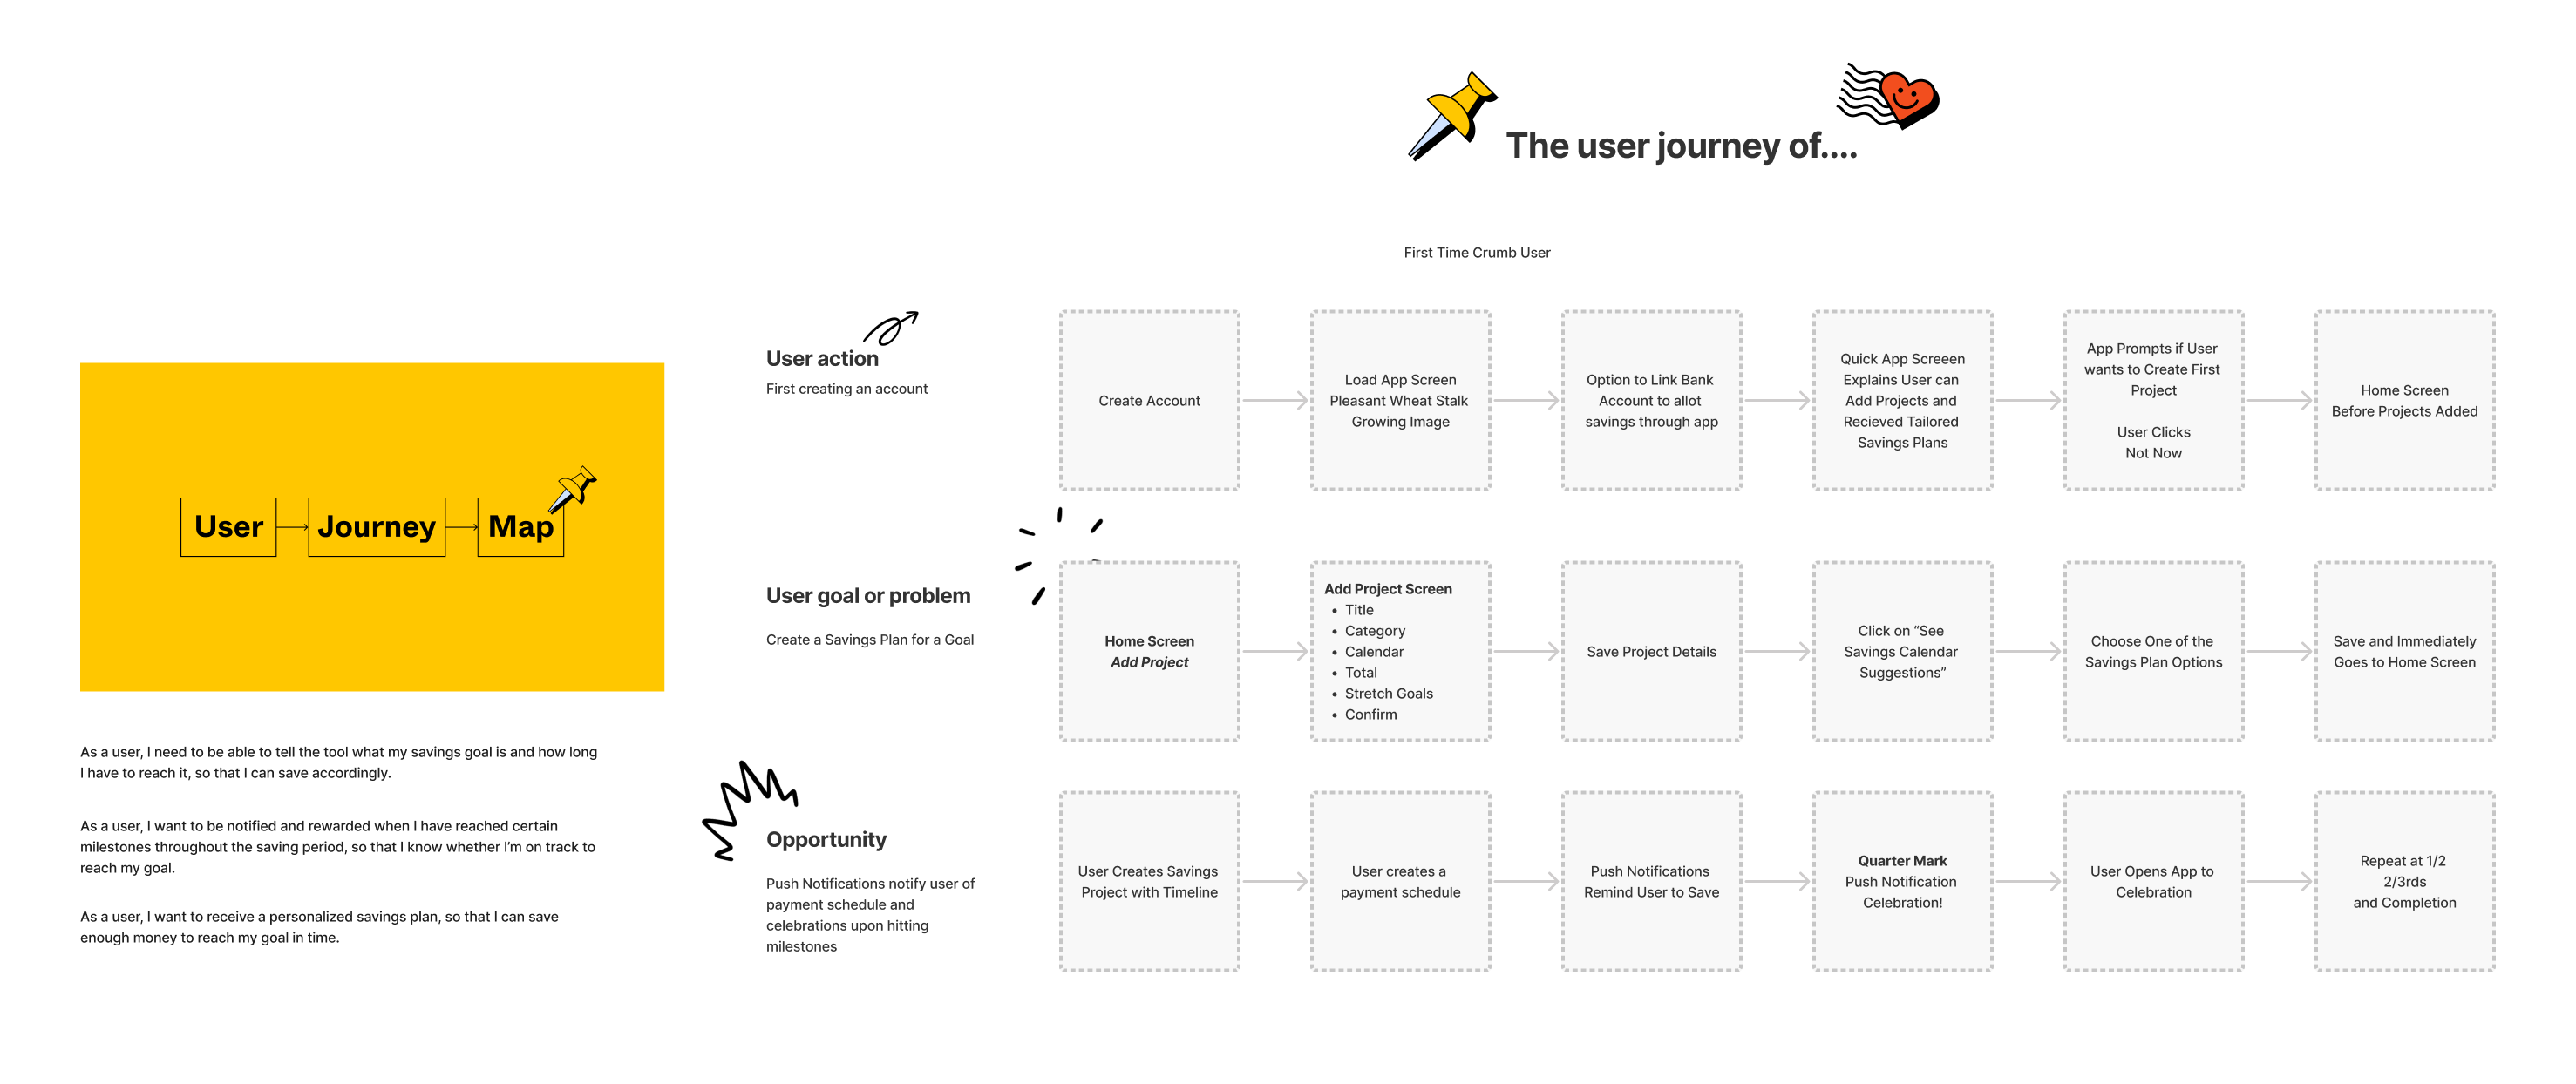 The user journey of....
First Time Crumb User
User
Journey
Map
As a user, I need to be able to tell the tool what my savings goal is and how long
I have to reach it, so that I can save accordingly.
As a user, I want to be notified and rewarded when I have reached certain
milestones throughout the saving period, so that I know whether I'm on track to
reach my goal.
As a user, I want to receive a personalized savings plan, so that I can save
enough money to reach my goal in time.
User action
First creating an account
Create Account
Load App Screen
Pleasant Wheat Stalk
Growing Image
Option to Link Bank
Account to allot
savings through app
Quick App Screeen
Explains User can
Add Projects and
Recieved Tailored
Savings Plans
App Prompts if User
wants to Create First
Project
User Clicks
Not Now
Home Screen
Before Projects Added
User goal or problem
Create a Savings Plan for a Goal
Home Screen
Add Project
Add Project Screen
• Title
• Category
• Calendar
• Total
• Stretch Goals
• Confirm
Save Project Details
Click on “See
Savings Calendar
Suggestions”
Choose One of the
Savings Plan Options
Save and Immediately
Goes to Home Screen
Opportunity
Push Notifications notify user of
payment schedule and
celebrations upon hitting
milestones
User Creates Savings
Project with Timeline
User creates a
payment schedule
Push Notifications
Remind User to Save
Quarter Mark
Push Notification
Celebration!
User Opens App to
Celebration
Repeat at 1/2
2/3rds
and Completion